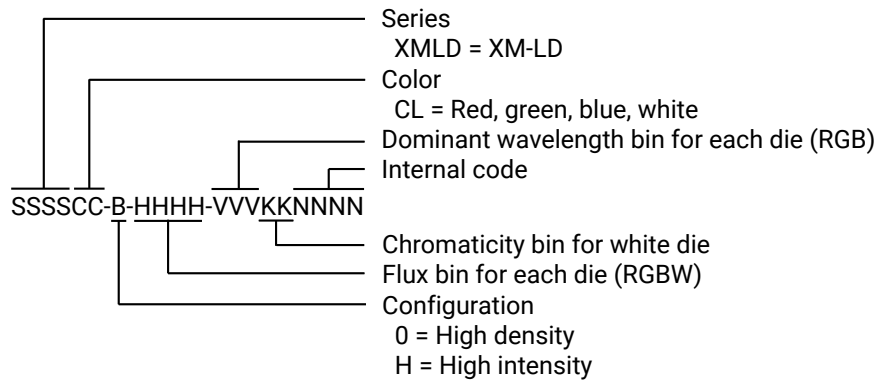 Series
XMLD = XM-LD
Color
CL = Red, green, blue, white
Dominant wavelength bin for each die (RGB)
Internal code
SSSSCC-B-HHHH-VVVKKNNNN
Chromaticity bin for white die
Flux bin for each die (RGBW)
Configuration
0 = High density
H = High intensity